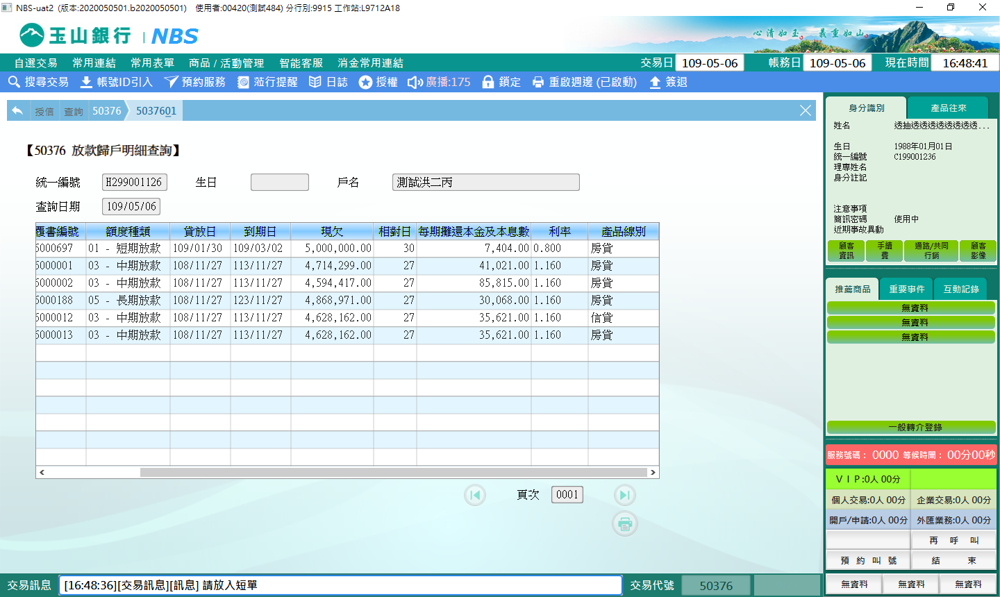 NBS-uat2 (版本:2020050501.b2020050501) 使用者:00420(測試484) 分行別:9915 工作站:L9712A18
玉山銀行 NBS
心清如玉 義重如山
自選交易 常用連結 常用表單 商品 / 活動管理 智能客服 消金常用連結 交易日 109-05-06 帳務日 109-05-06 現在時間 16:48:41
搜尋交易 帳號ID引入 預約服務 蒞行提醒 日誌 授權 廣播:175 鎖定 重啟週邊 (已啟動) 簽退
授信 查詢 50376 5037601
【50376 放款歸戶明細查詢】
統一編號 H299001126 生日 戶名 測試洪二丙
查詢日期 109/05/06
覆書編號 額度種類 貸放日 到期日 現欠 相對日 每期攤還本金及本息數 利率 產品線別
6000697 01 - 短期放款 109/01/30 109/03/02 5,000,000.00 30 7,404.00 0.800 房貸
6000001 03 - 中期放款 108/11/27 113/11/27 4,714,299.00 27 41,021.00 1.160 房貸
6000002 03 - 中期放款 108/11/27 113/11/27 4,594,417.00 27 85,815.00 1.160 房貸
6000188 05 - 長期放款 108/11/27 123/11/27 4,868,971.00 27 30,068.00 1.160 房貸
6000012 03 - 中期放款 108/11/27 113/11/27 4,628,162.00 27 35,621.00 1.160 信貸
6000013 03 - 中期放款 108/11/27 113/11/27 4,628,162.00 27 35,621.00 1.160 房貸
頁次 0001
身分識別 產品往來
姓名 透抽透透透透透透透透...
生日 1988年01月01日
統一編號 C199001236
理專姓名
身分註記
注意事項
簡訊密碼 使用中
近期事故異動
顧客資訊 手續費 通路/共同行銷 顧客影像
推薦商品 重要事件 互動記錄
無資料
無資料
無資料
一般轉介登錄
服務號碼： 0000 等候時間： 00分00秒
ＶＩＰ:0人 00分
個人交易:0人 00分 企業交易:0人 00分
開戶/申請:0人 00分 外匯業務:0人 00分
再 呼 叫
預 約 叫 號 結 束
無資料 無資料 無資料
交易訊息 [16:48:36][交易訊息][訊息] 請放入短單 交易代號 50376